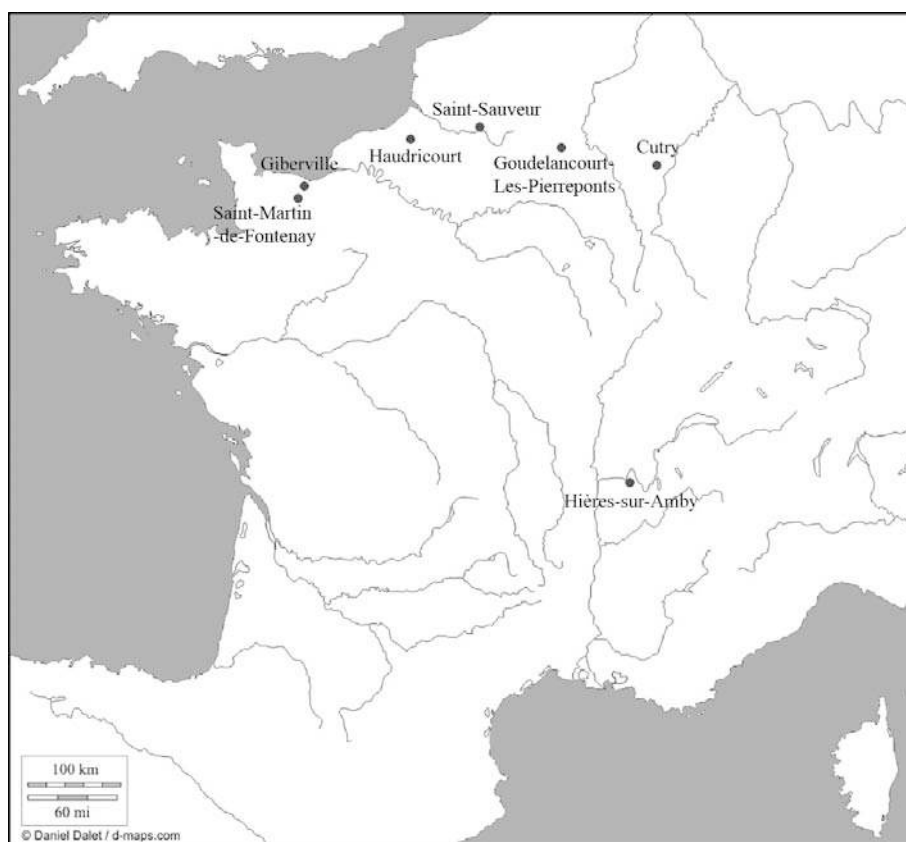 Saint-Sauveur
Haudricourt
Giberville
Saint-Martin
-de-Fontenay
Goudelancourt-
Les-Pierreponts
Cutry
Hières-sur-Amby
100 km
60 mi
© Daniel Dalet / d-maps.com